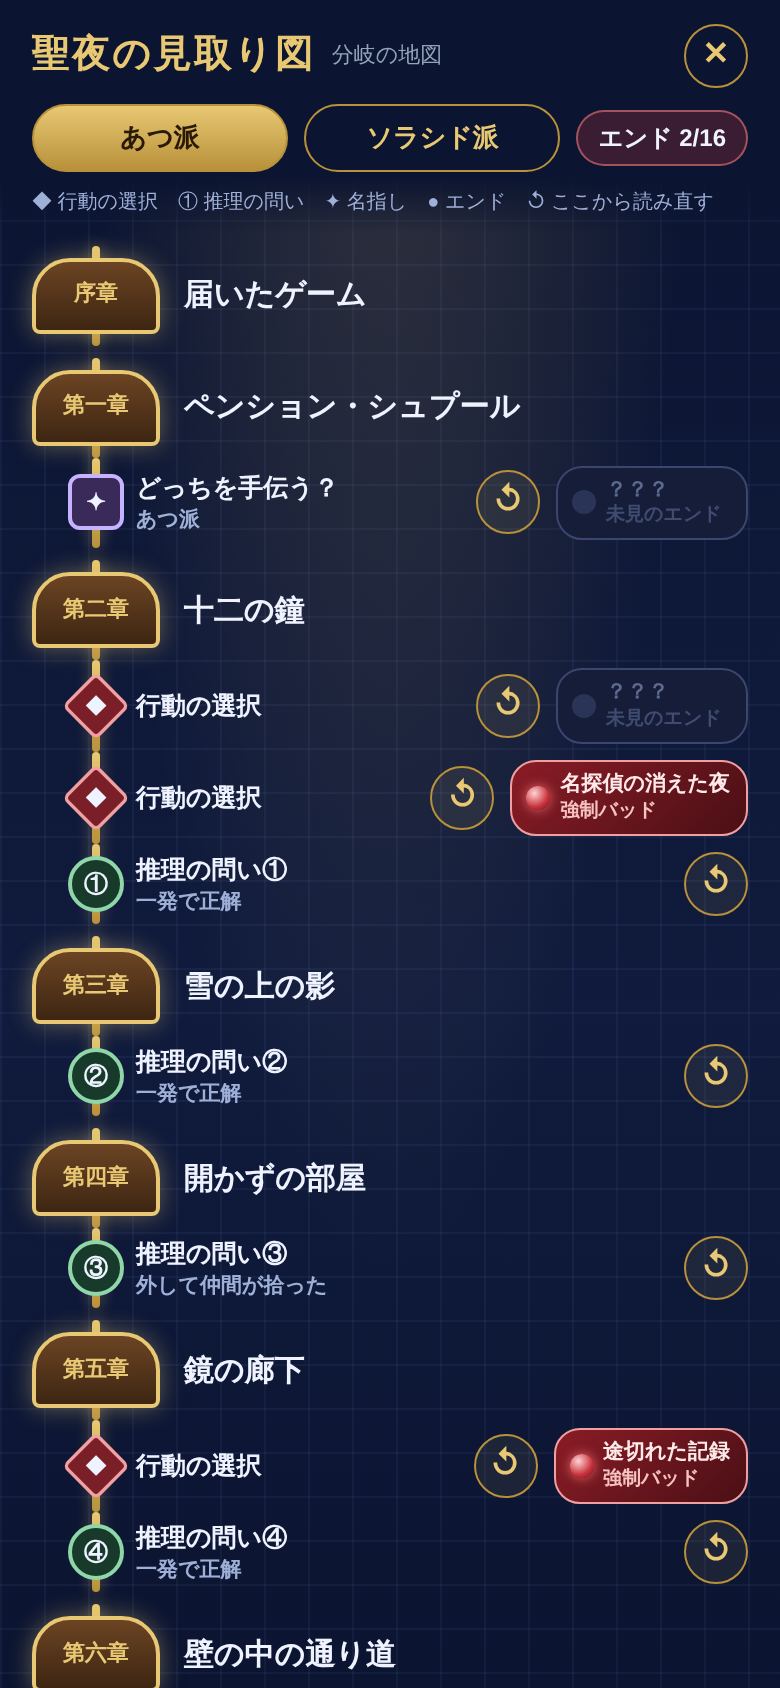 聖夜の見取り図 分岐の地図 ✕
あつ派 ソラシド派 エンド 2/16
◆ 行動の選択 ① 推理の問い ✦ 名指し ● エンド ↺ ここから読み直す
序章 届いたゲーム
第一章 ペンション・シュプール
どっちを手伝う？
あつ派
？？？
未見のエンド
第二章 十二の鐘
行動の選択
？？？
未見のエンド
行動の選択
名探偵の消えた夜
強制バッド
① 推理の問い①
一発で正解
第三章 雪の上の影
② 推理の問い②
一発で正解
第四章 開かずの部屋
③ 推理の問い③
外して仲間が拾った
第五章 鏡の廊下
行動の選択
途切れた記録
強制バッド
④ 推理の問い④
一発で正解
第六章 壁の中の通り道